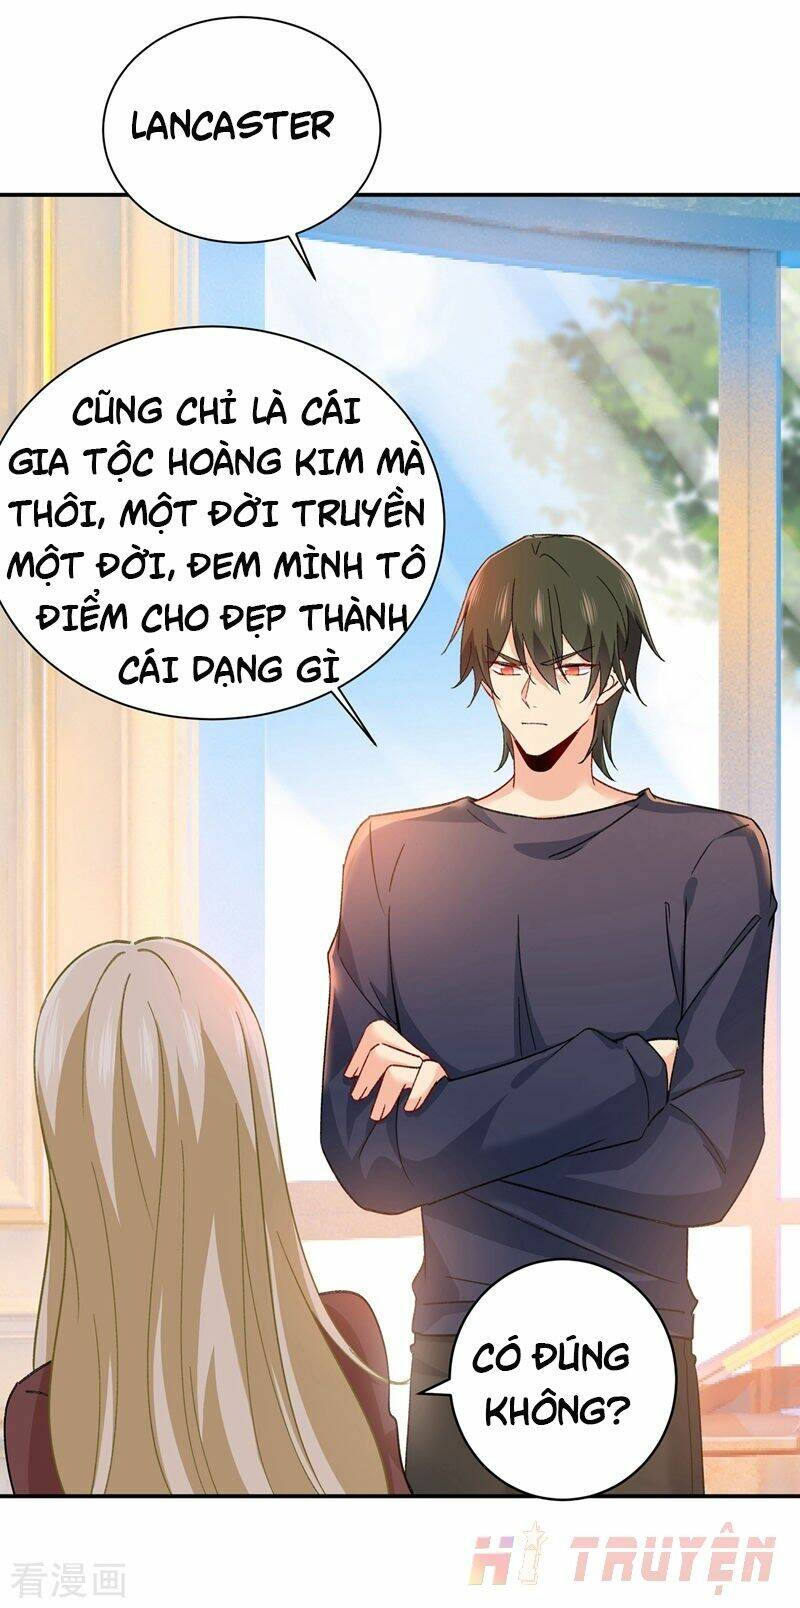 LANCASTER
CŨNG CHỈ LÀ CÁI
GIA TỘC HOÀNG KIM MÀ
THÔI, MỘT ĐỜI TRUYỀN
MỘT ĐỜI, ĐEM MÌNH TÔ
ĐIỂM CHO ĐẸP THÀNH
CÁI DẠNG GÌ
CÓ ĐÚNG
KHÔNG?
HI TRUYỆN
看漫画